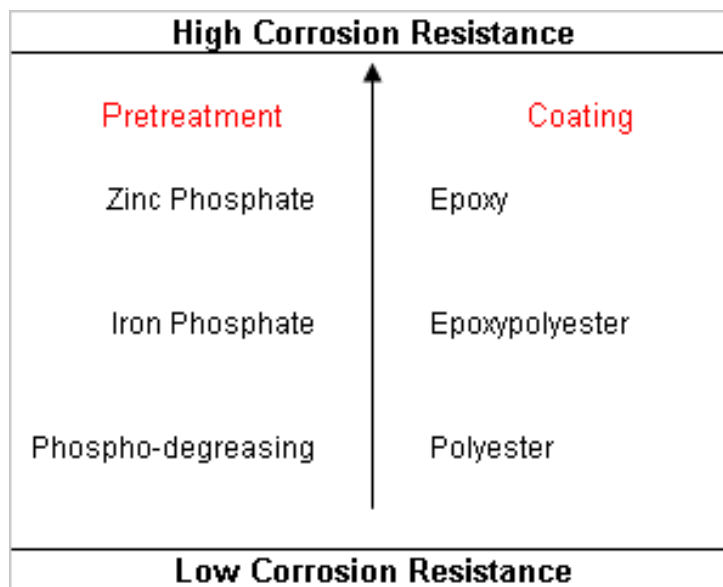 High Corrosion Resistance
Pretreatment Coating
Zinc Phosphate Epoxy
Iron Phosphate Epoxypolyester
Phospho-degreasing Polyester
Low Corrosion Resistance